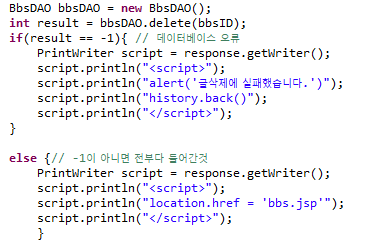 BbsDAO bbsDAO = new BbsDAO();
int result = bbsDAO.delete(bbsID);
if(result == -1){ // 데이터베이스 오류
    PrintWriter script = response.getWriter();
    script.println("<script>");
    script.println("alert('글삭제에 실패했습니다.')");
    script.println("history.back()");
    script.println("</script>");
}
else {// -1이 아니면 전부다 들어간것
    PrintWriter script = response.getWriter();
    script.println("<script>");
    script.println("location.href = 'bbs.jsp'");
    script.println("</script>");
    }